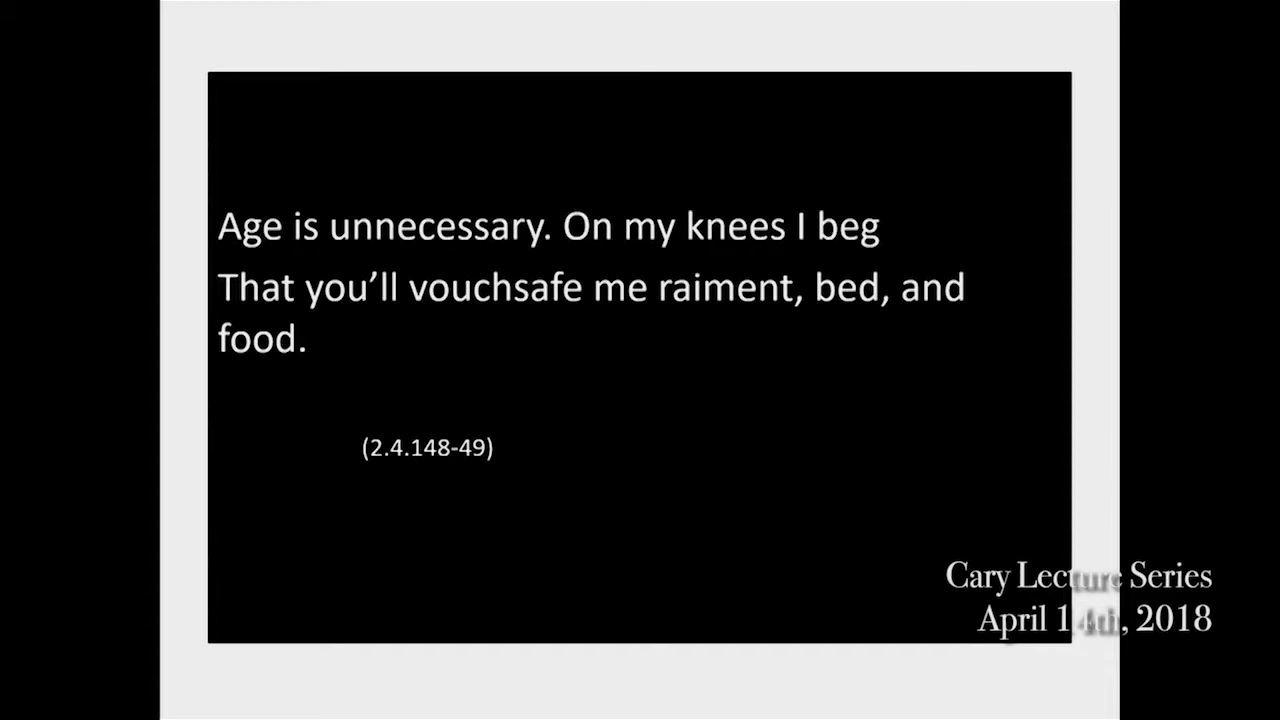 Age is unnecessary. On my knees I beg
That you’ll vouchsafe me raiment, bed, and
food.
(2.4.148-49)
Cary Lecture Series
April 14th, 2018